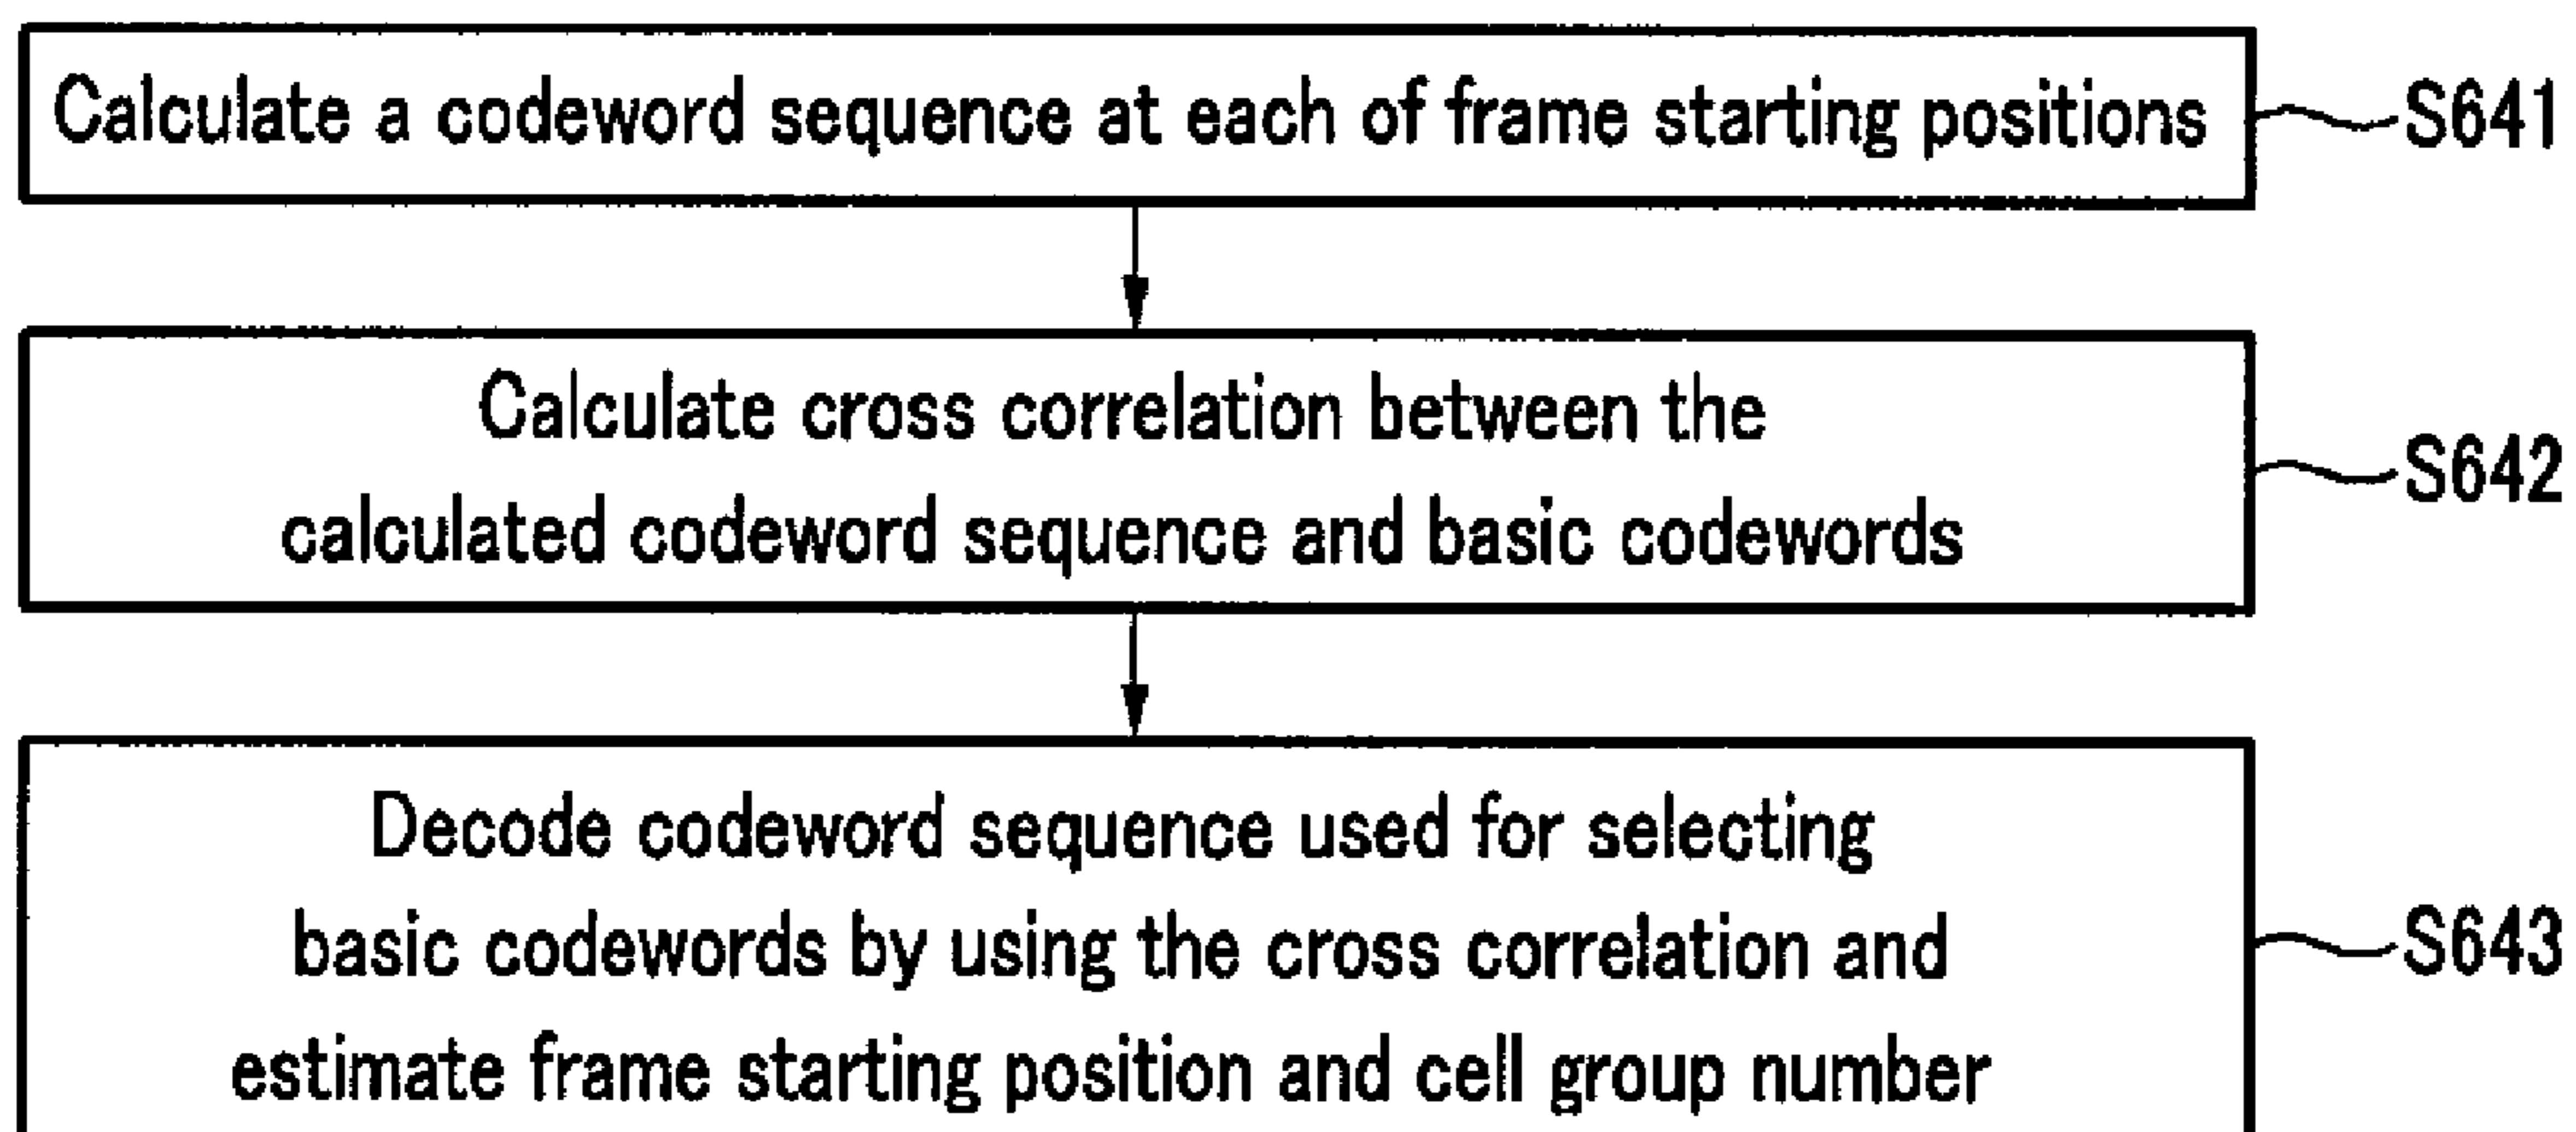 Calculate a codeword sequence at each of frame starting positions
S641
Calculate cross correlation between the
calculated codeword sequence and basic codewords
S642
Decode codeword sequence used for selecting
basic codewords by using the cross correlation and
estimate frame starting position and cell group number
S643